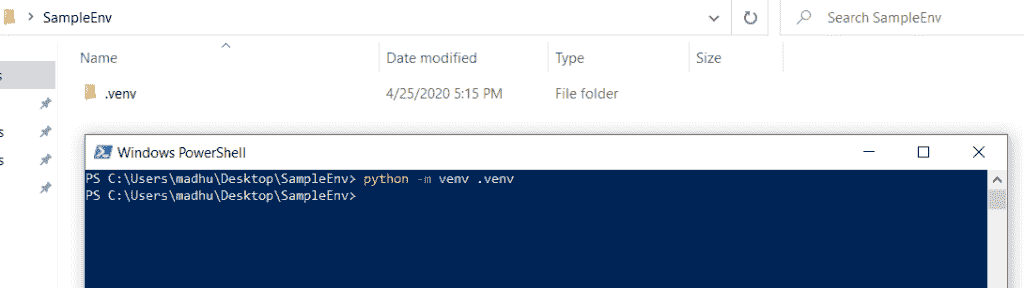 SampleEnv
Search SampleEnv
Name Date modified Type Size
.venv 4/25/2020 5:15 PM File folder
Windows PowerShell
PS C:\Users\madhu\Desktop\SampleEnv> python -m venv .venv
PS C:\Users\madhu\Desktop\SampleEnv>